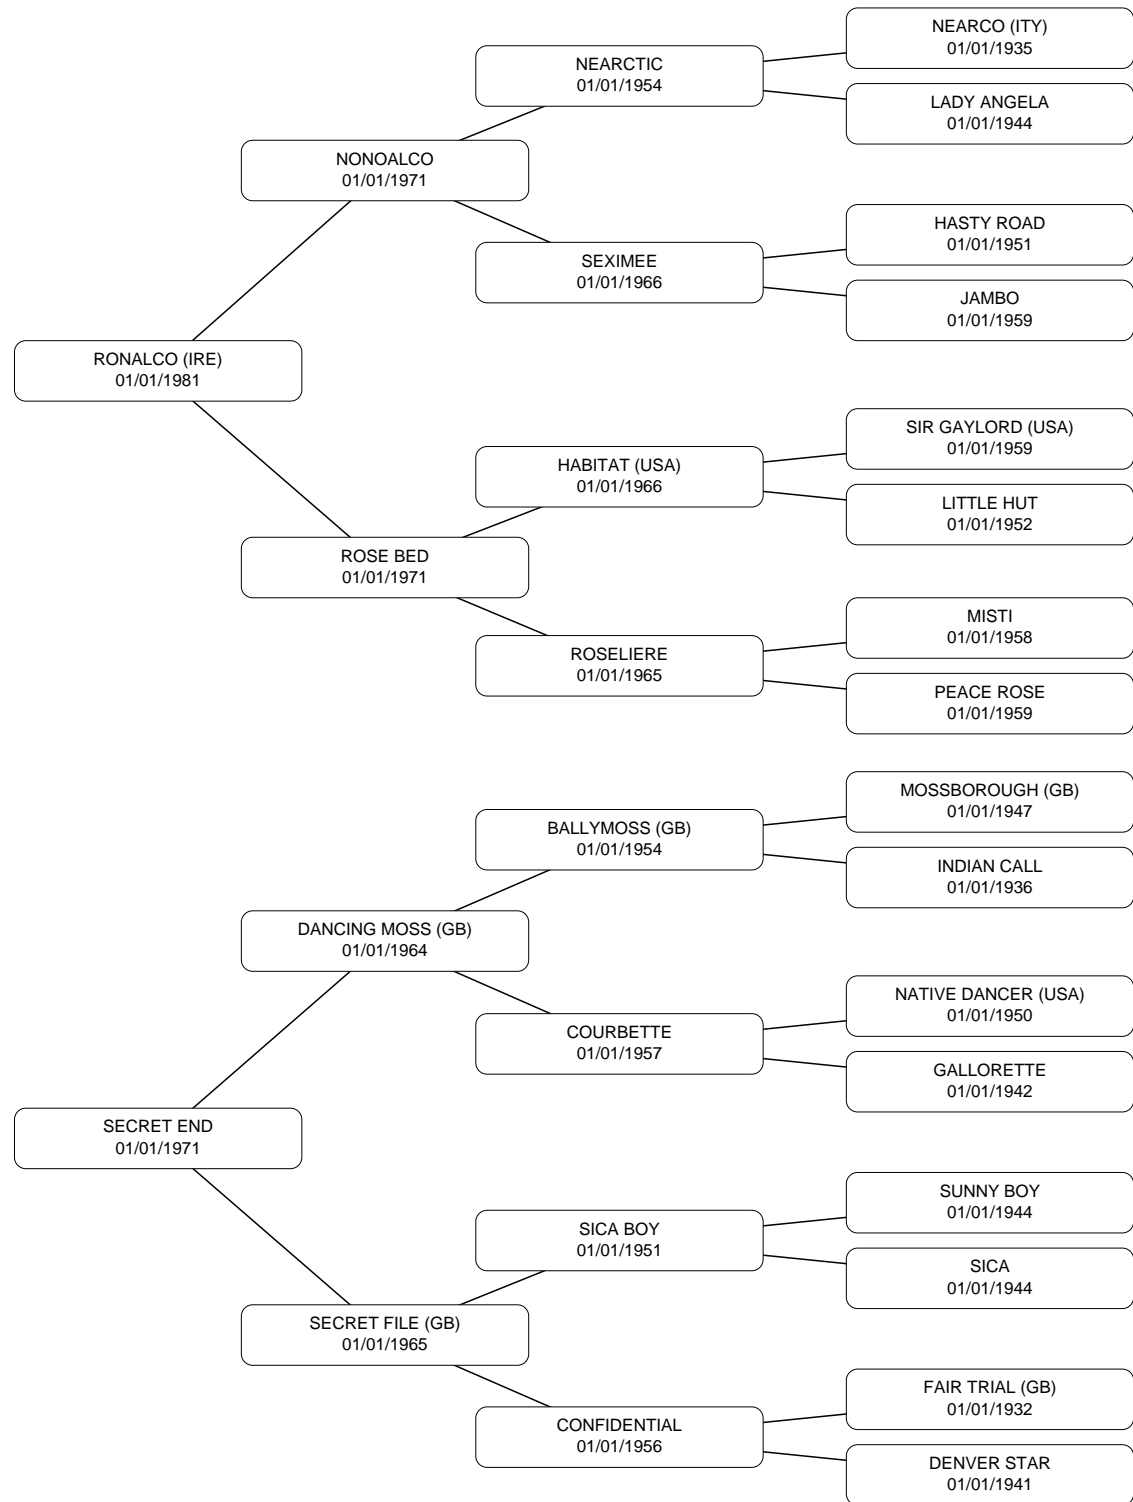 NEARCO (ITY)
01/01/1935
NEARCTIC
01/01/1954
LADY ANGELA
01/01/1944
NONOALCO
01/01/1971
HASTY ROAD
01/01/1951
SEXIMEE
01/01/1966
JAMBO
01/01/1959
RONALCO (IRE)
01/01/1981
SIR GAYLORD (USA)
01/01/1959
HABITAT (USA)
01/01/1966
LITTLE HUT
01/01/1952
ROSE BED
01/01/1971
MISTI
01/01/1958
ROSELIERE
01/01/1965
PEACE ROSE
01/01/1959
MOSSBOROUGH (GB)
01/01/1947
BALLYMOSS (GB)
01/01/1954
INDIAN CALL
01/01/1936
DANCING MOSS (GB)
01/01/1964
NATIVE DANCER (USA)
01/01/1950
COURBETTE
01/01/1957
GALLORETTE
01/01/1942
SECRET END
01/01/1971
SUNNY BOY
01/01/1944
SICA BOY
01/01/1951
SICA
01/01/1944
SECRET FILE (GB)
01/01/1965
FAIR TRIAL (GB)
01/01/1932
CONFIDENTIAL
01/01/1956
DENVER STAR
01/01/1941